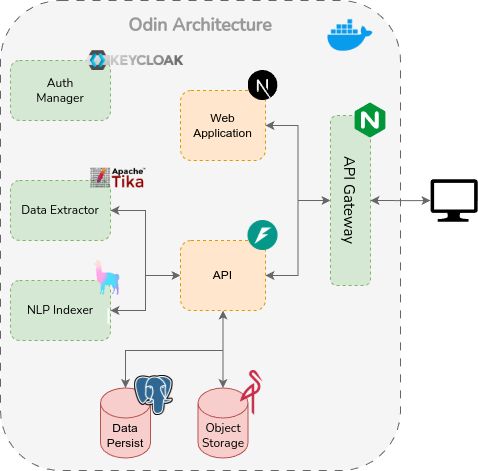 Odin Architecture
KEYCLOAK
Auth
Manager
N
Web
Application
N
API Gateway
Apache
Tika
Data Extractor
API
NLP Indexer
Data
Persist
Object
Storage